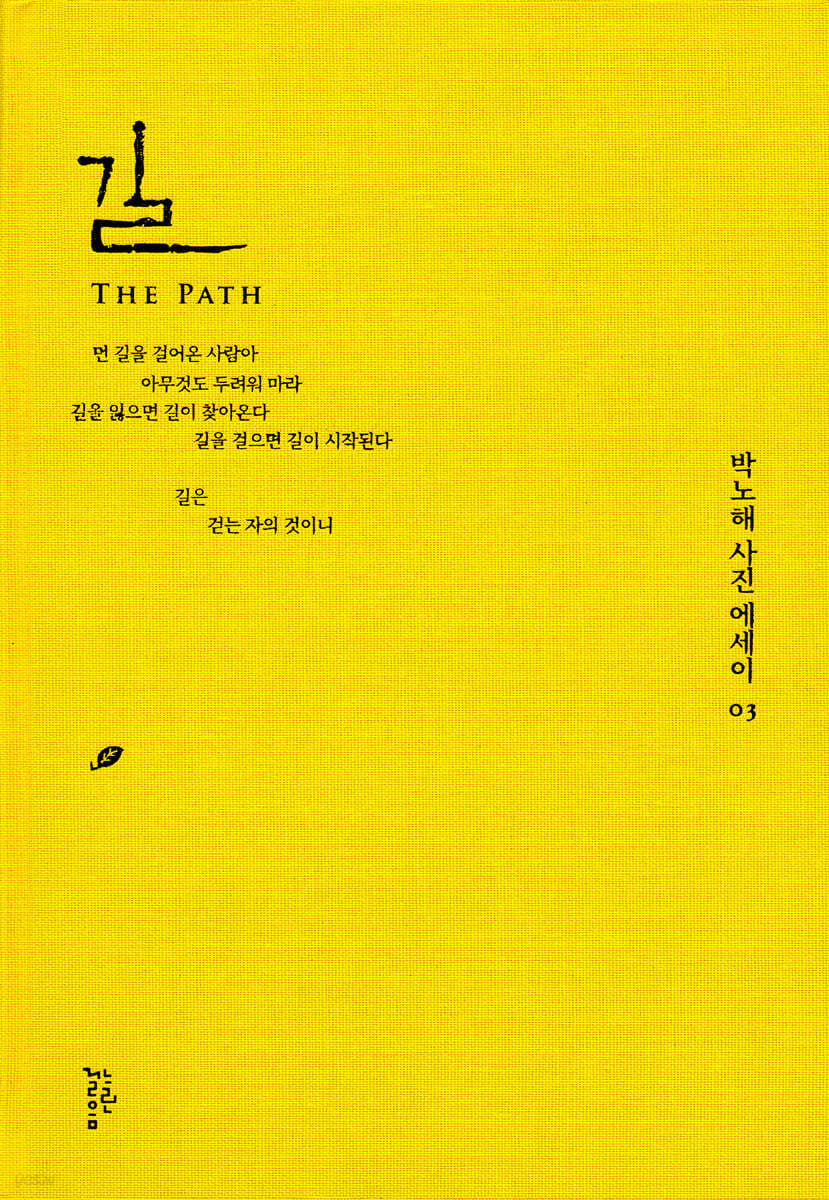 길
THE PATH
먼 길을 걸어온 사람아
아무것도 두려워 마라
길을 잃으면 길이 찾아온다
길을 걸으면 길이 시작된다
길은
걷는 자의 것이니
박노해 사진 에세이 03
느린걸음